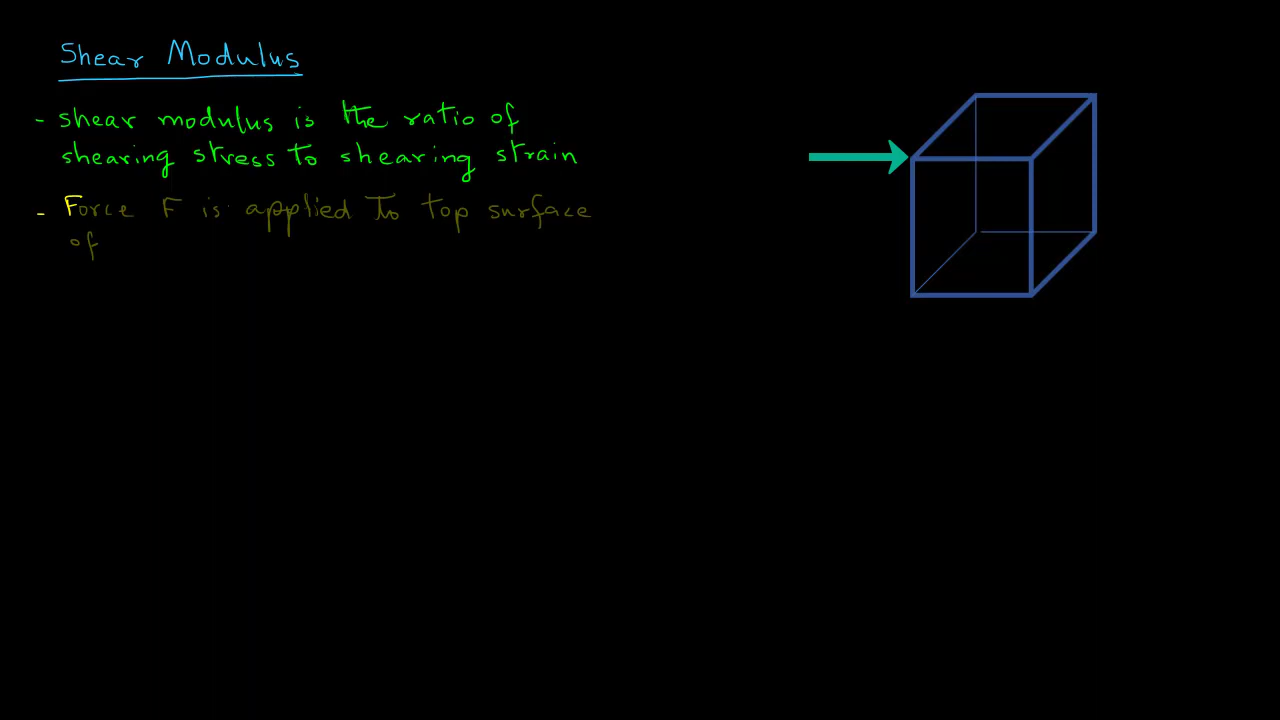 Shear Modulus
- shear modulus is the ratio of
shearing stress to shearing strain
- Force F is applied to top surface
of